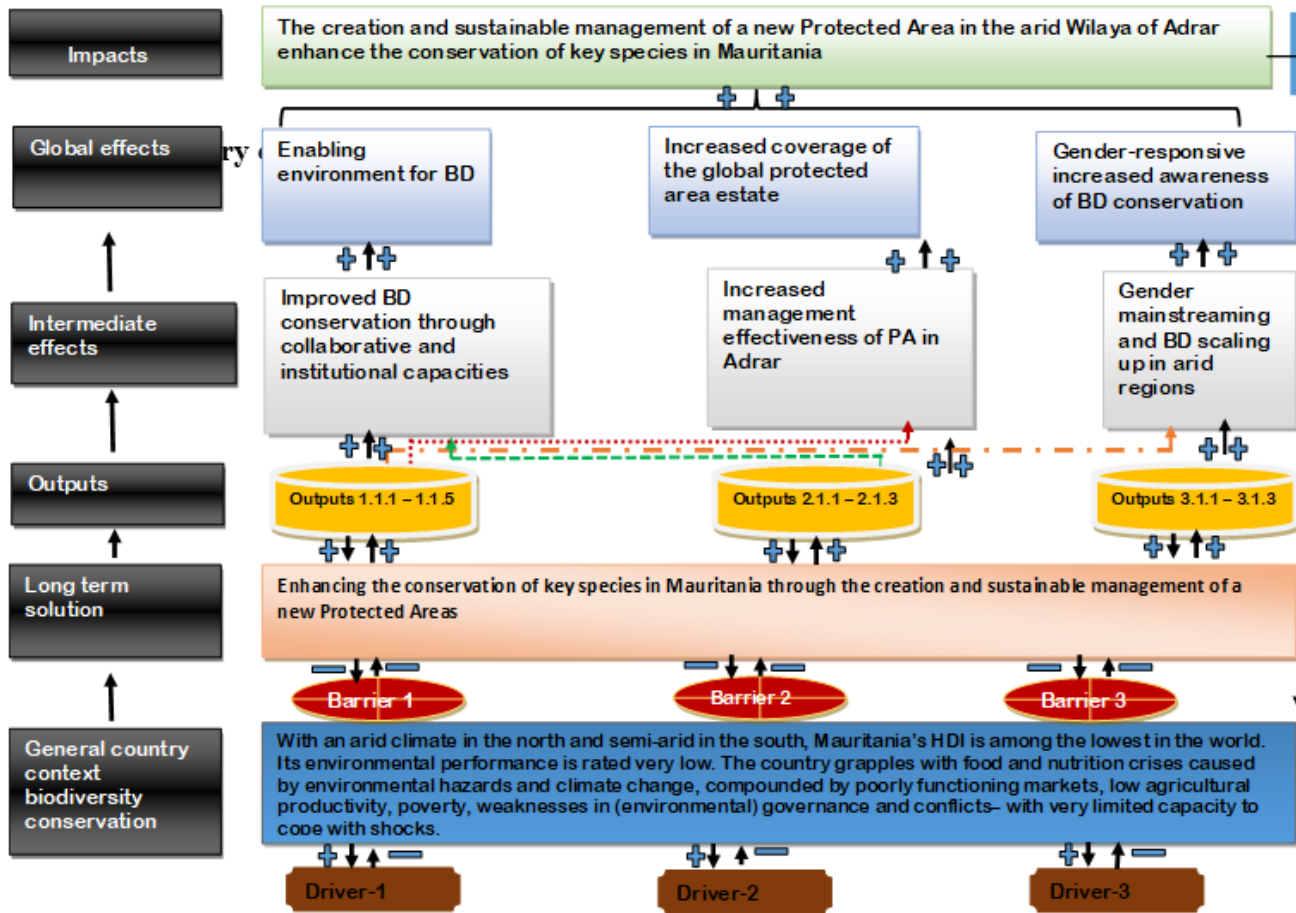 Impacts
The creation and sustainable management of a new Protected Area in the arid Wilaya of Adrar
enhance the conservation of key species in Mauritania
Global effects
ry
Enabling
environment for BD
Increased coverage of
the global protected
area estate
Gender-responsive
increased awareness
of BD conservation
Intermediate
effects
Improved BD
conservation through
collaborative and
institutional capacities
Increased
management
effectiveness of PA in
Adrar
Gender
mainstreaming
and BD scaling
up in arid
regions
Outputs
Outputs 1.1.1 – 1.1.5
Outputs 2.1.1 – 2.1.3
Outputs 3.1.1 – 3.1.3
Long term
solution
Enhancing the conservation of key species in Mauritania through the creation and sustainable management of a
new Protected Areas
Barrier 1
Barrier 2
Barrier 3
General country
context
biodiversity
conservation
With an arid climate in the north and semi-arid in the south, Mauritania’s HDI is among the lowest in the world.
Its environmental performance is rated very low. The country grapples with food and nutrition crises caused
by environmental hazards and climate change, compounded by poorly functioning markets, low agricultural
productivity, poverty, weaknesses in (environmental) governance and conflicts– with very limited capacity to
cope with shocks.
Driver-1
Driver-2
Driver-3